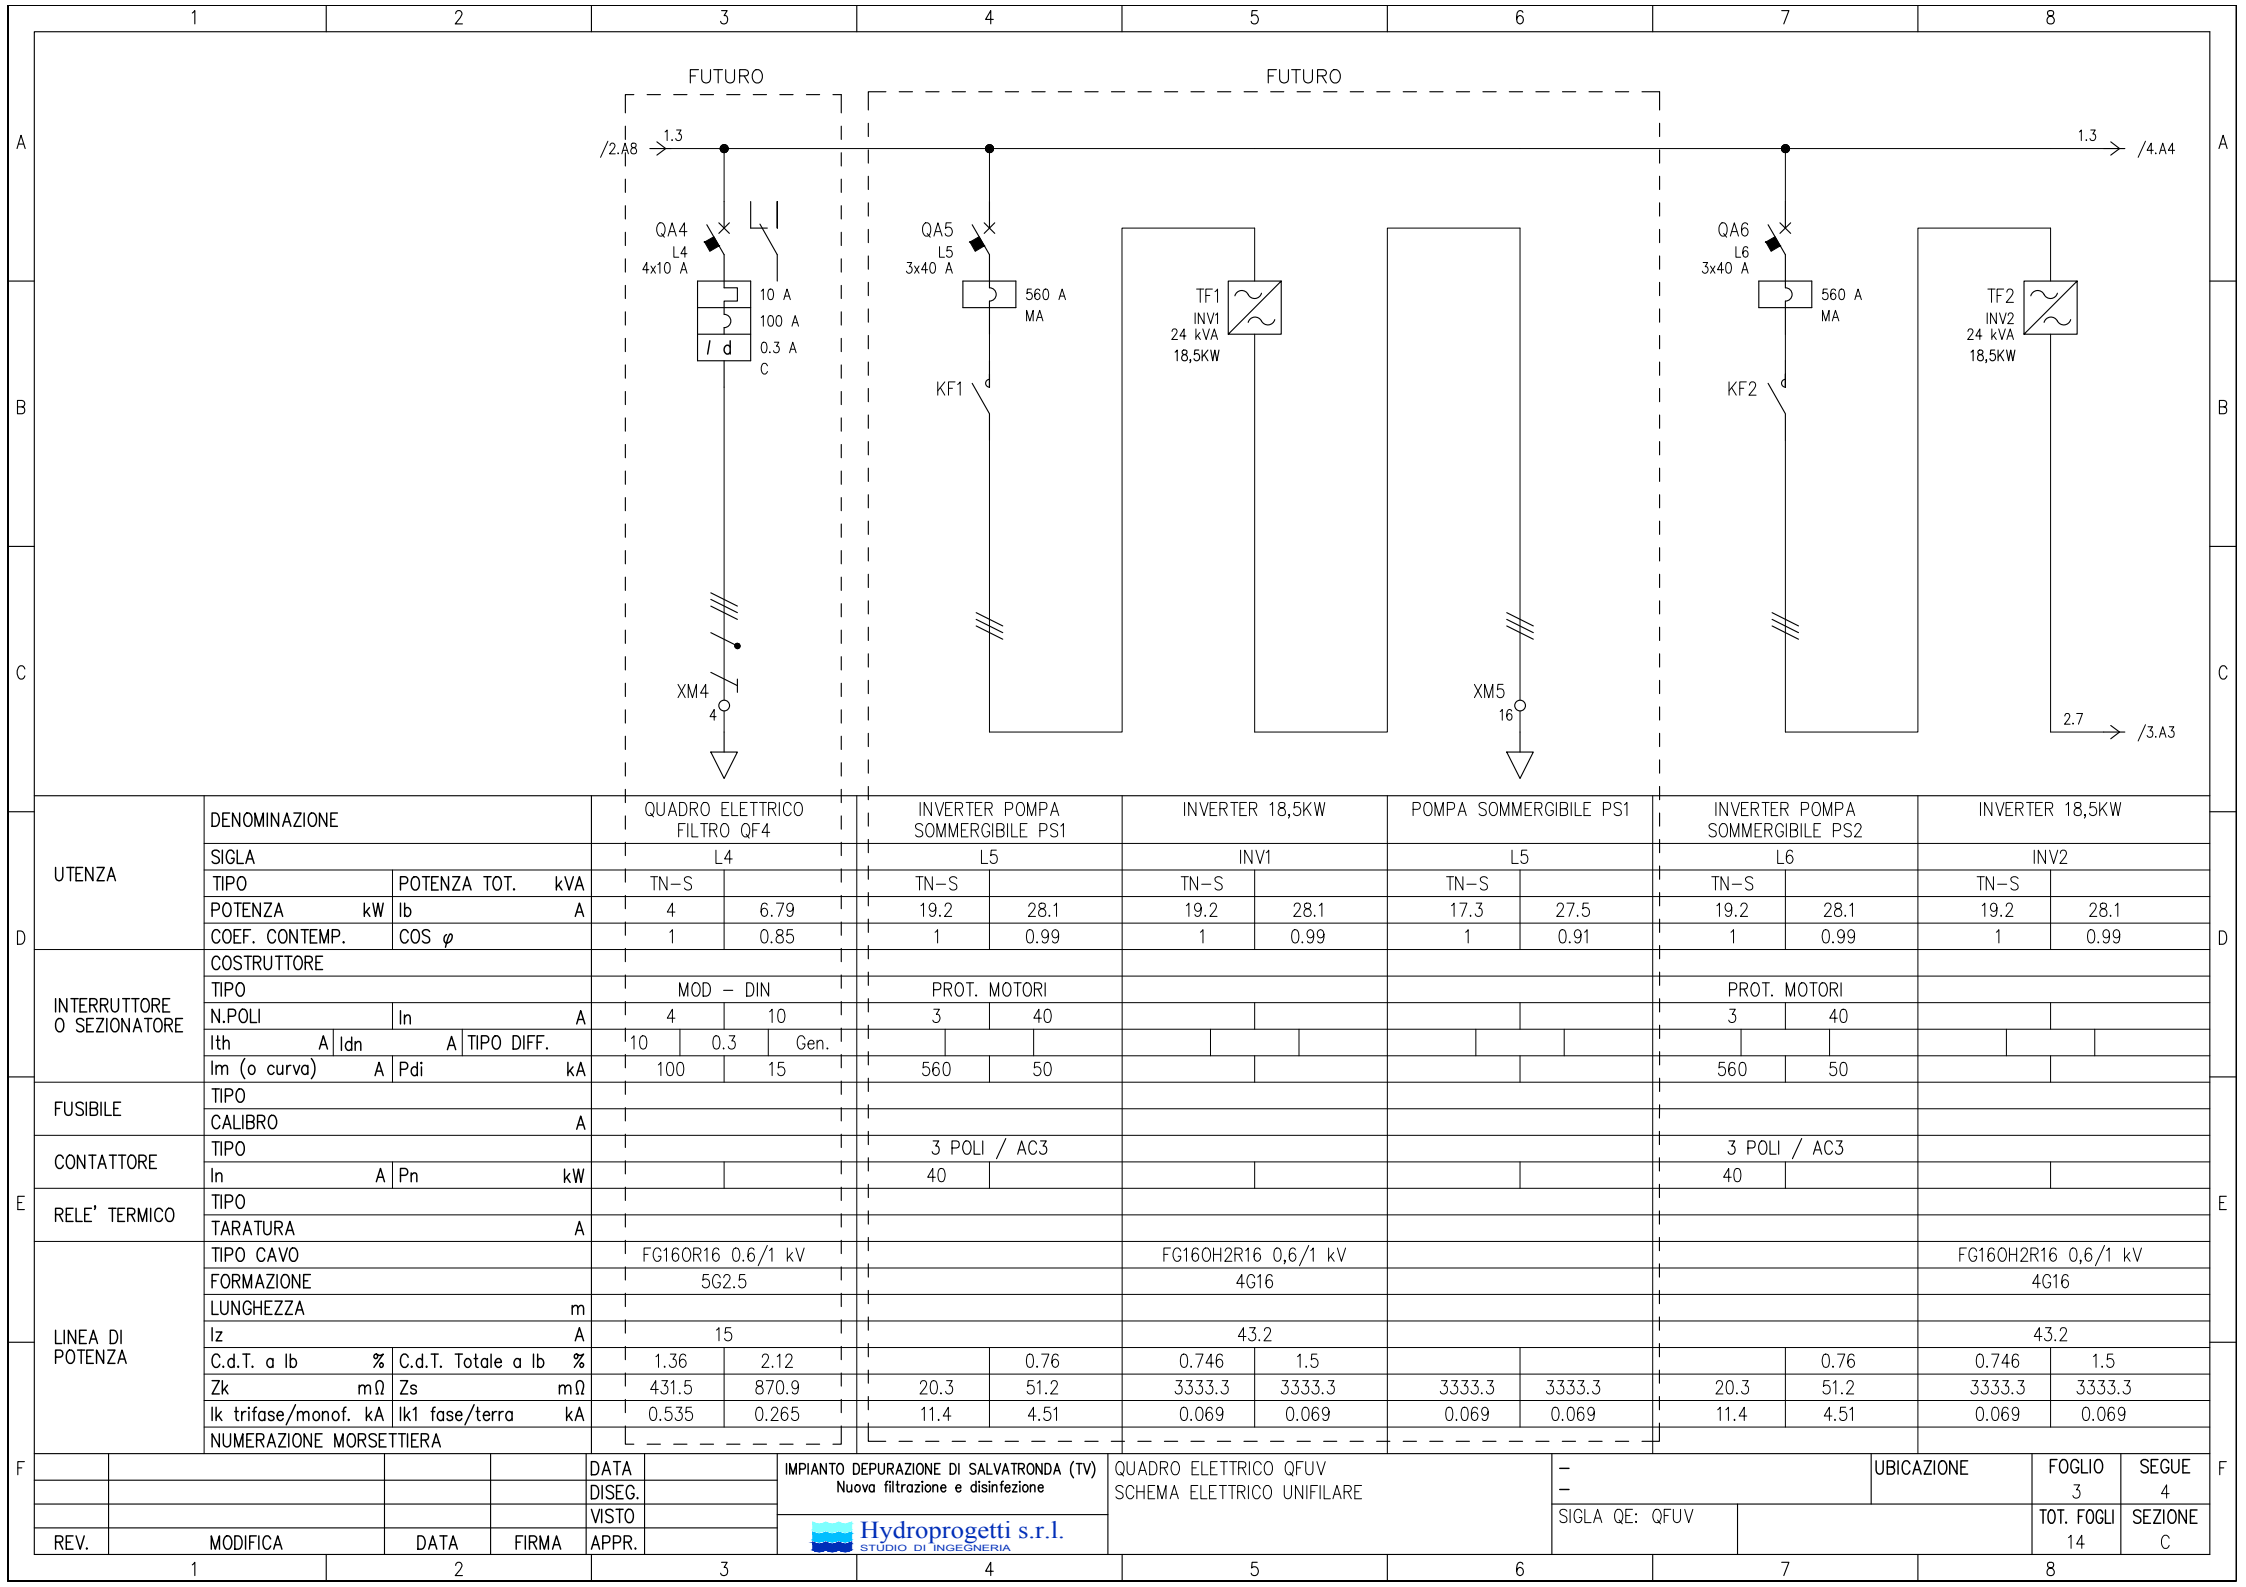 1 2 3 4 5 6 7 8
FUTURO FUTURO
A A
/2.A8 1.3 1.3 /4.A4
QA4 QA5 QA6
L4 L5 L6
4x10 A 3x40 A 3x40 A
10 A 560 A TF1 560 A TF2
100 A MA INV1 MA INV2
24 kVA 24 kVA
I d 0.3 A 18,5KW 18,5KW
C
KF1 KF2
B B
C C
XM4 XM5
4 16
2.7 /3.A3
UTENZA
DENOMINAZIONE QUADRO ELETTRICO INVERTER POMPA INVERTER 18,5KW POMPA SOMMERGIBILE PS1 INVERTER POMPA INVERTER 18,5KW
FILTRO QF4 SOMMERGIBILE PS1 SOMMERGIBILE PS2
SIGLA L4 L5 INV1 L5 L6 INV2
TIPO POTENZA TOT. kVA TN-S TN-S TN-S TN-S TN-S TN-S
POTENZA kW Ib A 4 6.79 19.2 28.1 19.2 28.1 17.3 27.5 19.2 28.1 19.2 28.1
D COEF. CONTEMP. COS φ 1 0.85 1 0.99 1 0.99 1 0.91 1 0.99 1 0.99 D
INTERRUTTORE
O SEZIONATORE
COSTRUTTORE
TIPO MOD - DIN PROT. MOTORI PROT. MOTORI
N.POLI In A 4 10 3 40 3 40
Ith A Idn A TIPO DIFF. 10 0.3 Gen.
Im (o curva) A Pdi kA 100 15 560 50 560 50
FUSIBILE
TIPO
CALIBRO A
CONTATTORE
TIPO 3 POLI / AC3 3 POLI / AC3
In A Pn kW 40 40
E RELE' TERMICO E
TIPO
TARATURA A
LINEA DI
POTENZA
TIPO CAVO FG16OR16 0.6/1 kV FG16OH2R16 0,6/1 kV FG16OH2R16 0,6/1 kV
FORMAZIONE 5G2.5 4G16 4G16
LUNGHEZZA m
Iz A 15 43.2 43.2
C.d.T. a Ib % C.d.T. Totale a Ib % 1.36 2.12 0.76 0.746 1.5 0.76 0.746 1.5
Zk mΩ Zs mΩ 431.5 870.9 20.3 51.2 3333.3 3333.3 3333.3 3333.3 20.3 51.2 3333.3 3333.3
Ik trifase/monof. kA Ik1 fase/terra kA 0.535 0.265 11.4 4.51 0.069 0.069 0.069 0.069 11.4 4.51 0.069 0.069
NUMERAZIONE MORSETTIERA
F F
DATA
DISEG.
VISTO
REV. MODIFICA DATA FIRMA APPR.
IMPIANTO DEPURAZIONE DI SALVATRONDA (TV)
Nuova filtrazione e disinfezione
Hydroprogetti s.r.l.
STUDIO DI INGEGNERIA
QUADRO ELETTRICO QFUV
SCHEMA ELETTRICO UNIFILARE
-
-
SIGLA QE: QFUV
UBICAZIONE
FOGLIO SEGUE
3 4
TOT. FOGLI SEZIONE
14 C
1 2 3 4 5 6 7 8